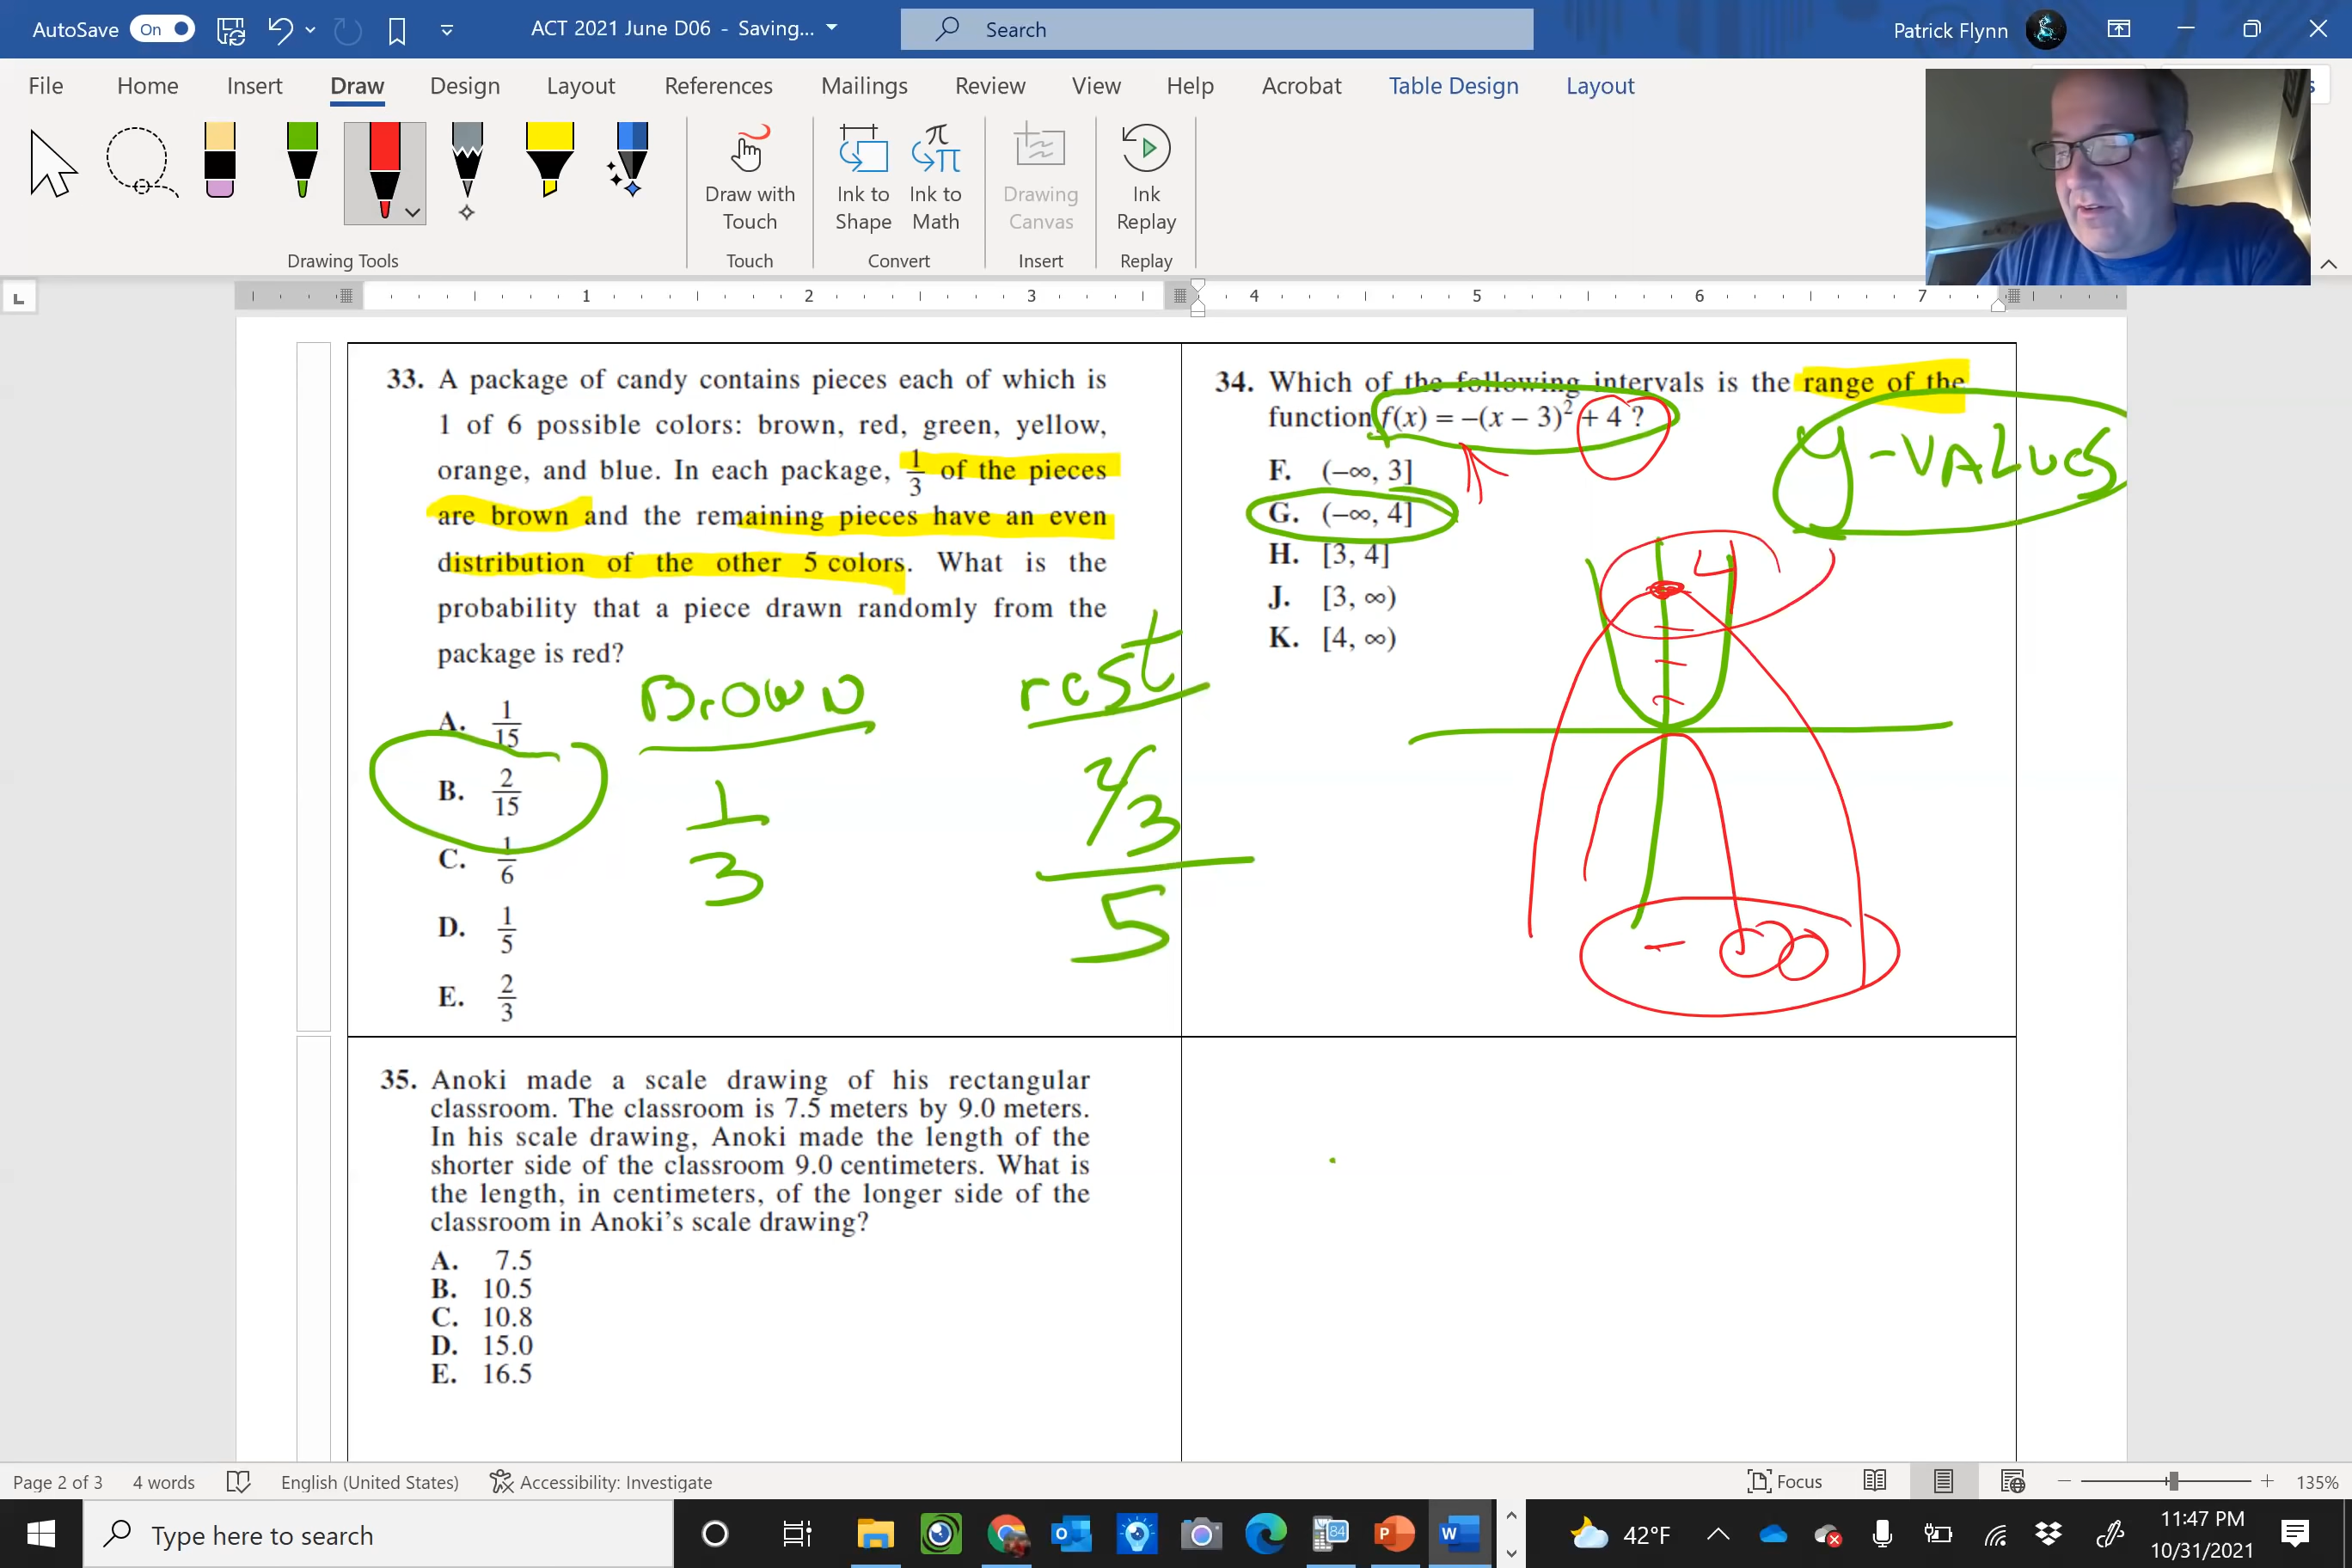 AutoSave On ACT 2021 June D06 - Saving... Search Patrick Flynn
File Home Insert Draw Design Layout References Mailings Review View Help Acrobat Table Design Layout
Draw with Touch
Ink to Shape
Ink to Math
Drawing Canvas
Ink Replay
Drawing Tools Touch Convert Insert Replay
1 2 3 4 5 6 7
33. A package of candy contains pieces each of which is
1 of 6 possible colors: brown, red, green, yellow,
orange, and blue. In each package, 1/3 of the pieces
are brown and the remaining pieces have an even
distribution of the other 5 colors. What is the
probability that a piece drawn randomly from the
package is red?
A. 1/15
B. 2/15
C. 1/6
D. 1/5
E. 2/3
Brown
1/3
rest
2/3
5
34. Which of the following intervals is the range of the
function f(x) = −(x − 3)² + 4 ?
F. (−∞, 3]
G. (−∞, 4]
H. [3, 4]
J. [3, ∞)
K. [4, ∞)
y-VALUES
4
- ∞
35. Anoki made a scale drawing of his rectangular
classroom. The classroom is 7.5 meters by 9.0 meters.
In his scale drawing, Anoki made the length of the
shorter side of the classroom 9.0 centimeters. What is
the length, in centimeters, of the longer side of the
classroom in Anoki’s scale drawing?
A. 7.5
B. 10.5
C. 10.8
D. 15.0
E. 16.5
Page 2 of 3 4 words English (United States) Accessibility: Investigate Focus 135%
Type here to search 84 42°F 11:47 PM
10/31/2021